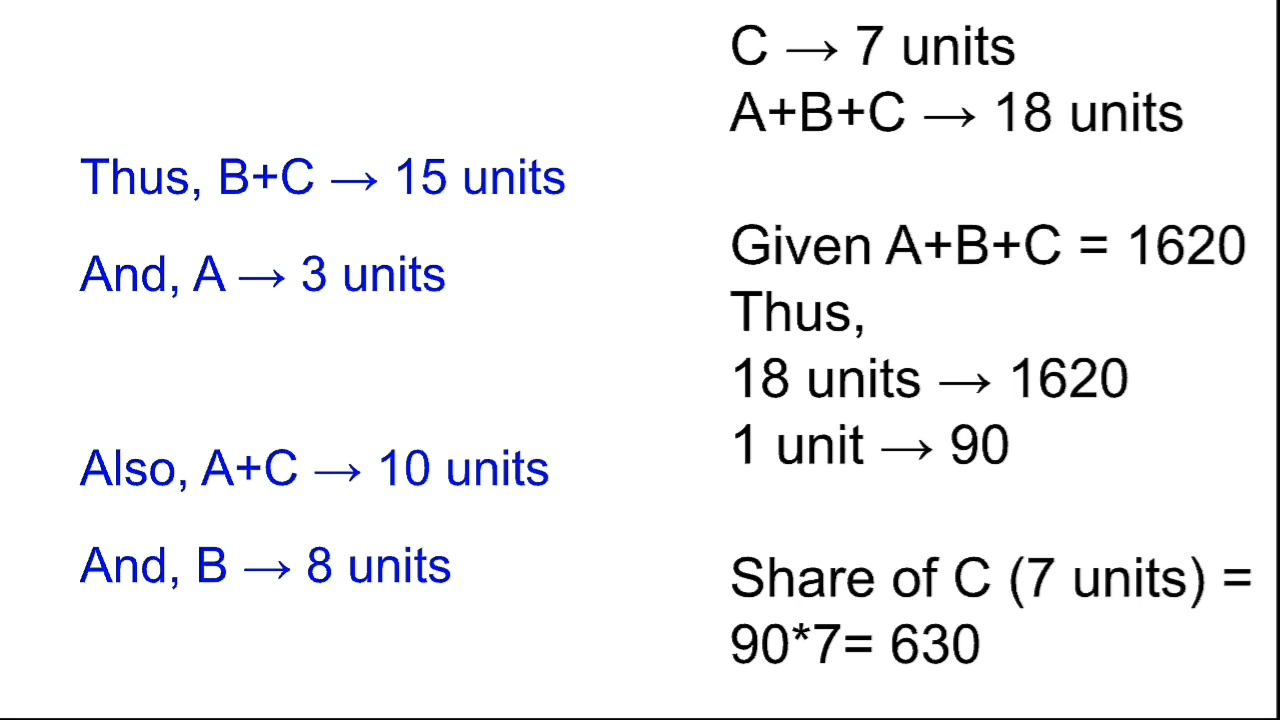 Thus, B+C → 15 units
And, A → 3 units
Also, A+C → 10 units
And, B → 8 units
C → 7 units
A+B+C → 18 units
Given A+B+C = 1620
Thus,
18 units → 1620
1 unit → 90
Share of C (7 units) =
90*7= 630